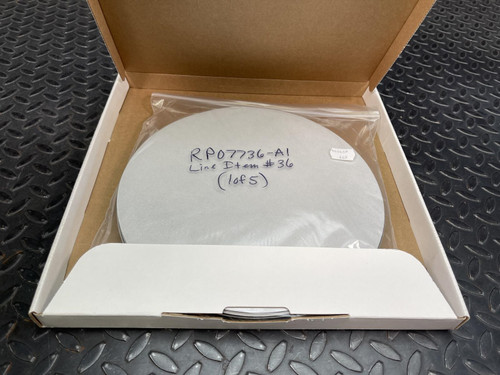 RP07736-A1
Line Item #36
(1 of 5)